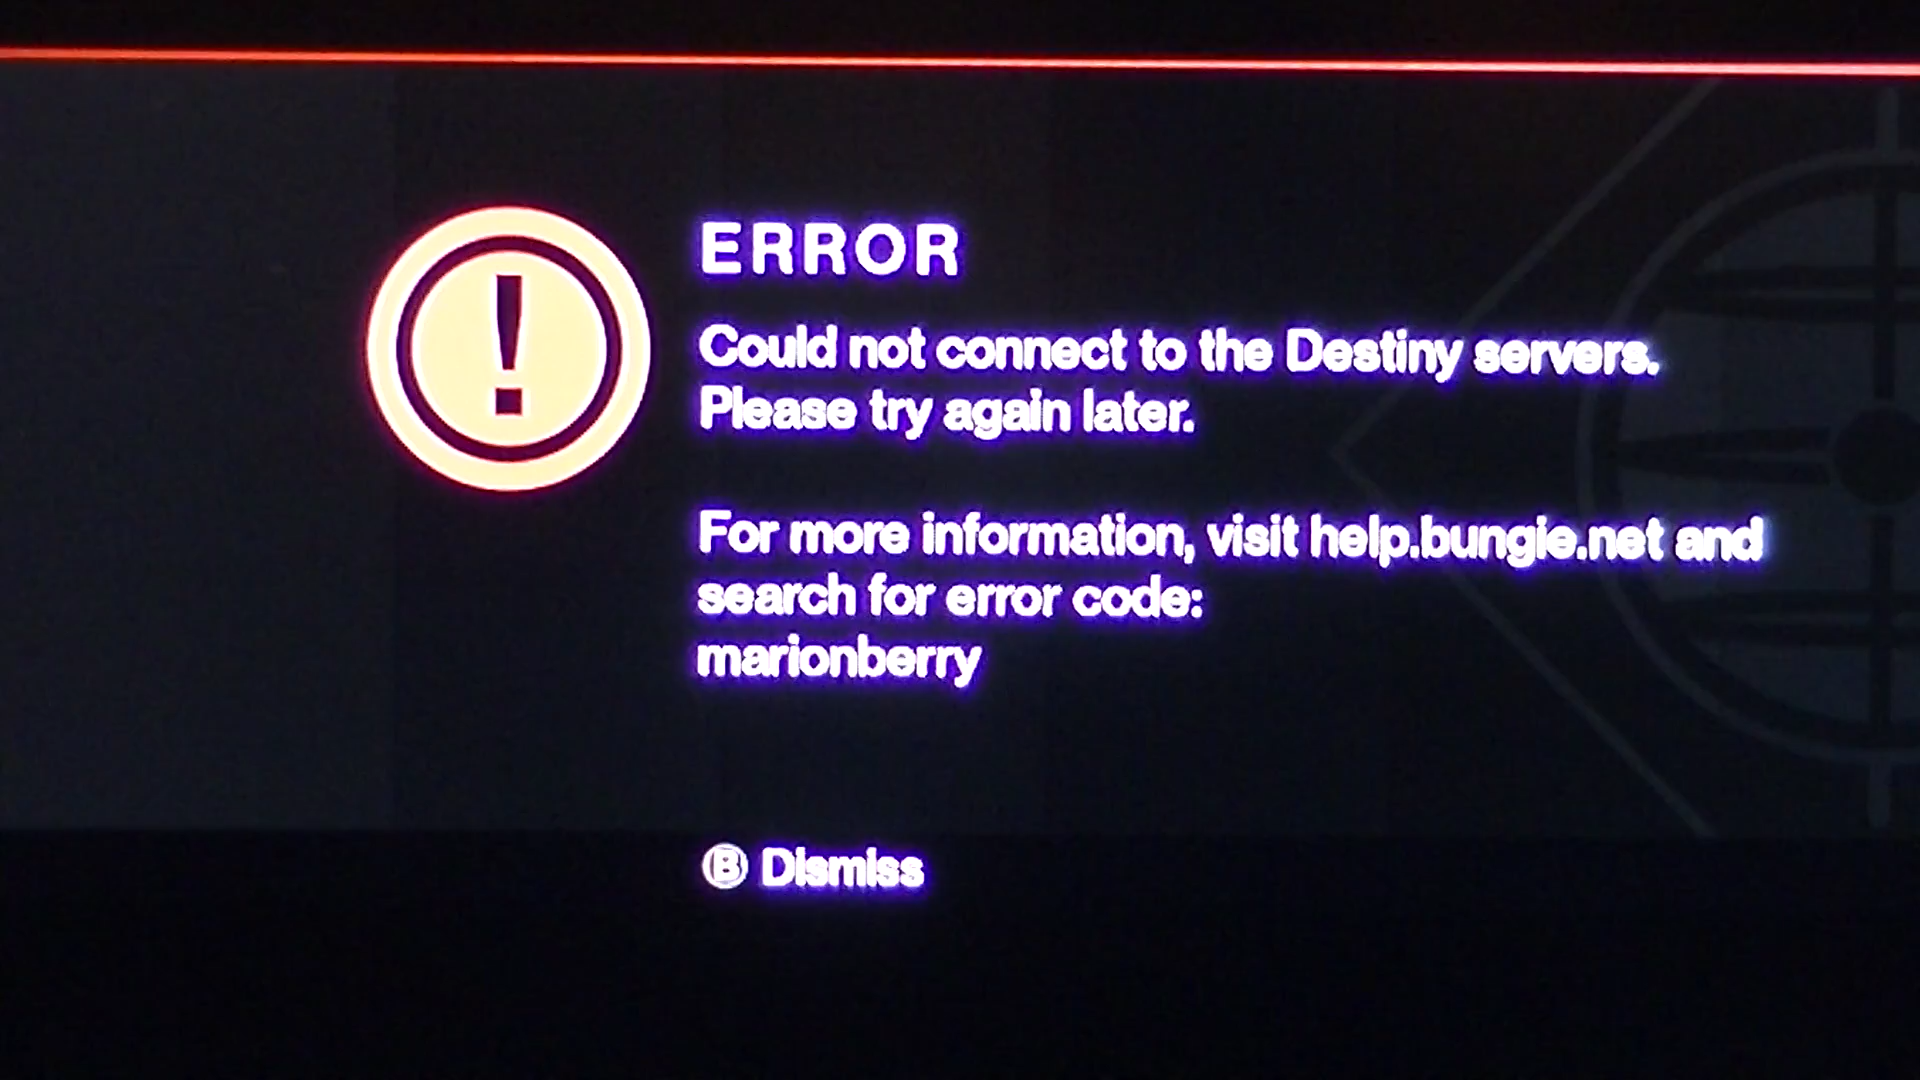 ERROR
Could not connect to the Destiny servers.
Please try again later.
For more information, visit help.bungie.net and
search for error code:
marionberry
B Dismiss